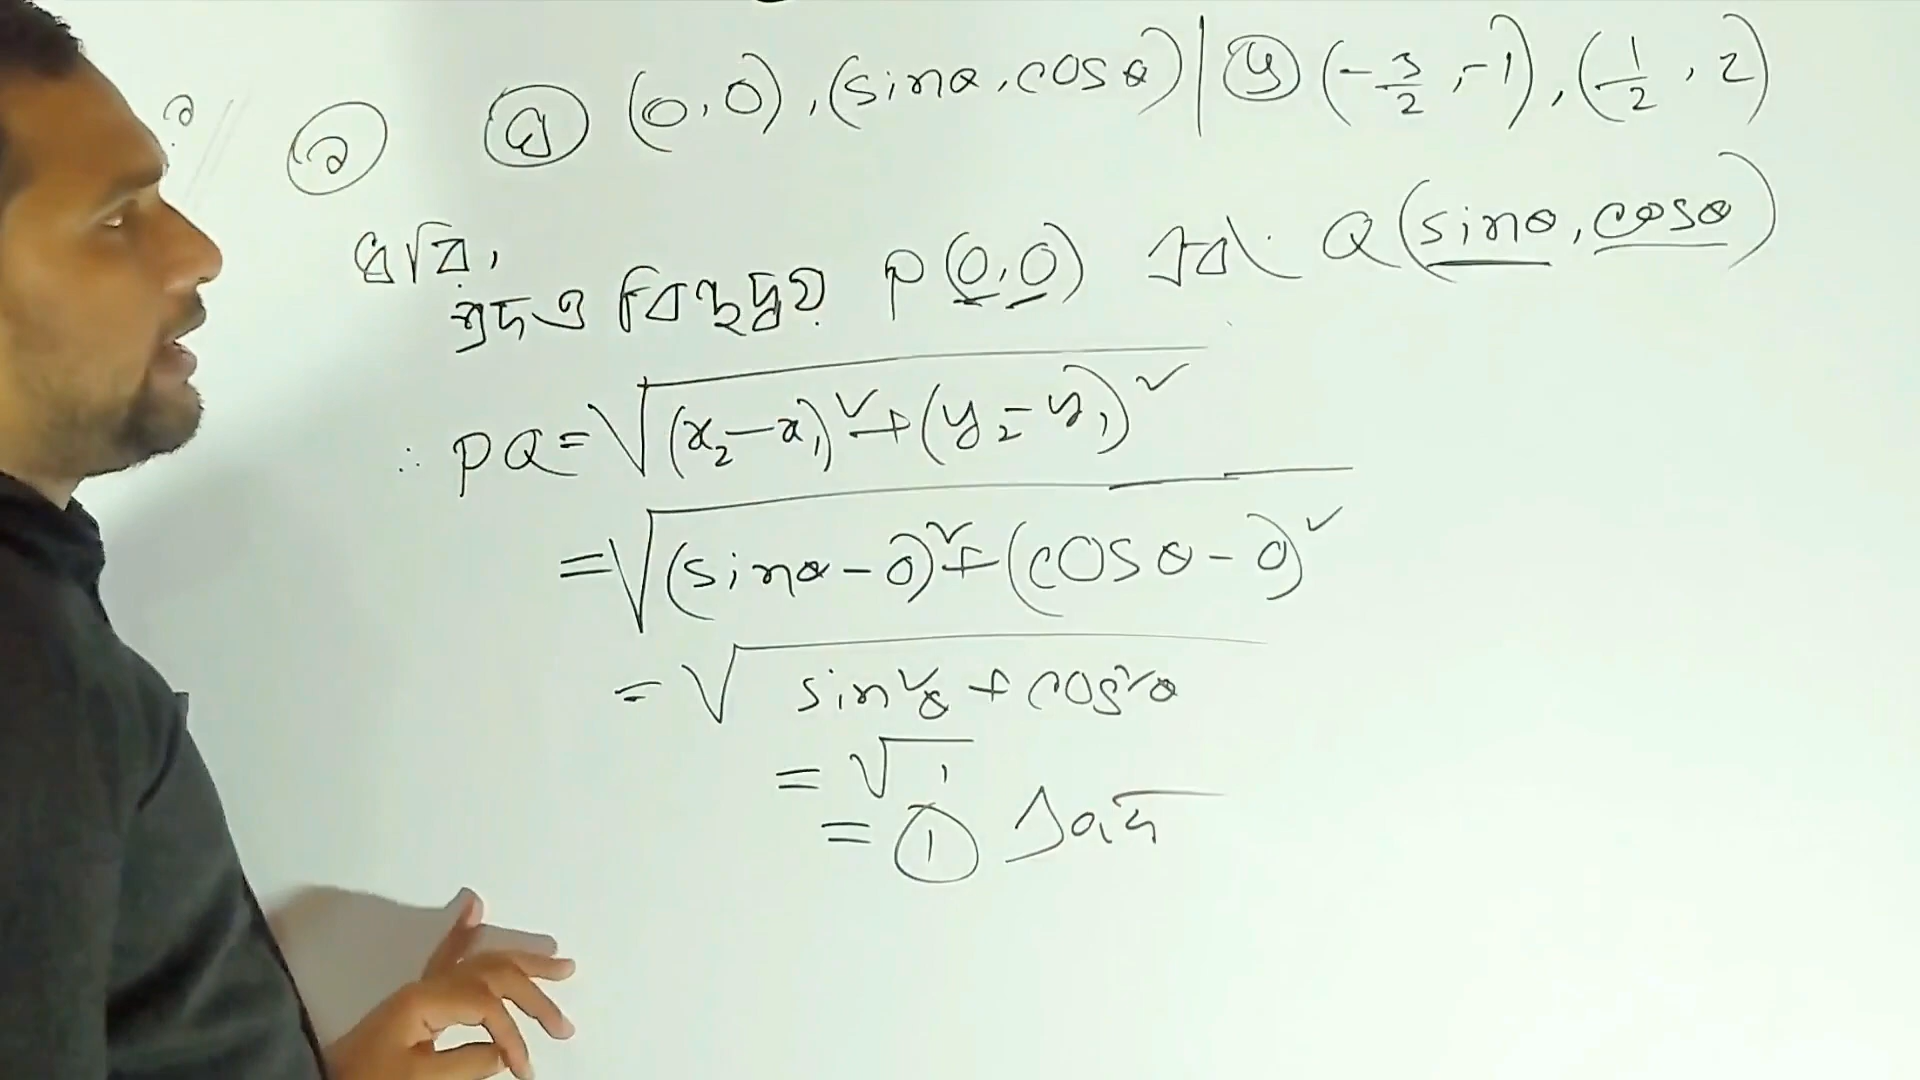 ১ ঘ (0,0), (sinθ, cosθ) | ঙ (-3/2, -1), (1/2, 2)
ধরি,
প্রদত্ত বিন্দুদ্বয় P(0,0) এবং Q(sinθ, cosθ)
∴ PQ = √((x₂-x₁)² + (y₂-y₁)²)
= √((sinθ-0)² + (cosθ-0)²)
= √(sin²θ + cos²θ)
= √1
= 1 একক